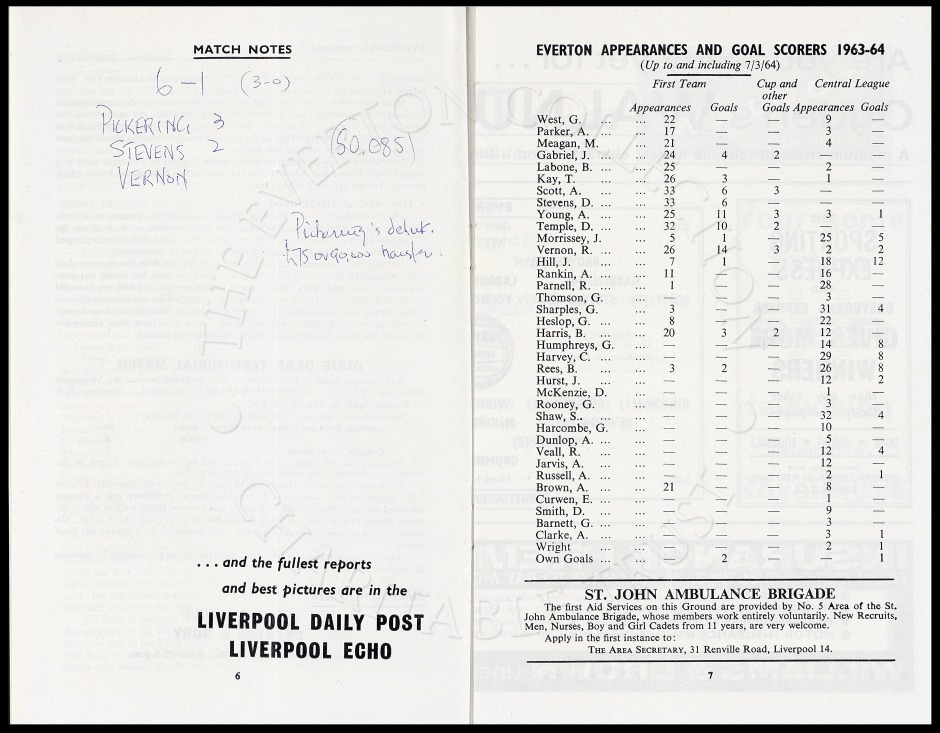 MATCH NOTES
6-1 (3-0)
PICKERING 3
STEVENS 2
VERNON
(50,085)
Pickering's debut.
£75 or 90,000 transfer.
... and the fullest reports
and best pictures are in the
LIVERPOOL DAILY POST
LIVERPOOL ECHO
6
EVERTON APPEARANCES AND GOAL SCORERS 1963-64
(Up to and including 7/3/64)
First Team Cup and Central League
other
Appearances Goals Goals Appearances Goals
West, G. ... ... 22 — — 9
Parker, A. ... ... 17 — — 3
Meagan, M. ... 21 — — 4
Gabriel, J. ... ... 24 4 2 — —
Labone, B. ... ... 25 — — 2 —
Kay, T. ... ... 26 3 — 1 —
Scott, A. ... ... 33 6 3 — —
Stevens, D. ... ... 33 6 — — —
Young, A. ... ... 25 11 3 3 1
Temple, D. ... ... 32 10 2 — —
Morrissey, J. ... 5 1 — 25 5
Vernon, R. ... ... 26 14 3 2 2
Hill, J. ... ... 7 1 — 18 12
Rankin, A. ... ... 11 — — 16 —
Parnell, R. ... ... 1 — — 28 —
Thomson, G. ... — — — 3 —
Sharples, G. ... ... 3 — — 31 4
Heslop, G. ... ... 8 — — 22 —
Harris, B. ... ... 20 3 2 12 —
Humphreys, G. ... — — — 14 8
Harvey, C. ... ... — — — 29 8
Rees, B. ... ... 3 2 — 26 8
Hurst, J. ... ... — — — 12 2
McKenzie, D. ... — — — 1 —
Rooney, G. ... ... — — — 3 —
Shaw, S.. ... ... — — — 32 4
Harcombe, G. ... — — — 10 —
Dunlop, A. ... ... — — — 5 —
Veall, R. ... ... — — — 12 4
Jarvis, A. ... ... — — — 12 —
Russell, A. ... ... — — — 2 1
Brown, A. ... ... 21 — — 8 —
Curwen, E. ... ... — — — 1 —
Smith, D. ... ... — — — 9 —
Barnett, G. ... ... — — — 3 —
Clarke, A. ... ... — — — 3 1
Wright ... — — — 2 1
Own Goals ... ... — 2 — — 1
ST. JOHN AMBULANCE BRIGADE
The first Aid Services on this Ground are provided by No. 5 Area of the St.
John Ambulance Brigade, whose members work entirely voluntarily. New Recruits,
Men, Nurses, Boy and Girl Cadets from 11 years, are very welcome.
Apply in the first instance to:
THE AREA SECRETARY, 31 Renville Road, Liverpool 14.
7